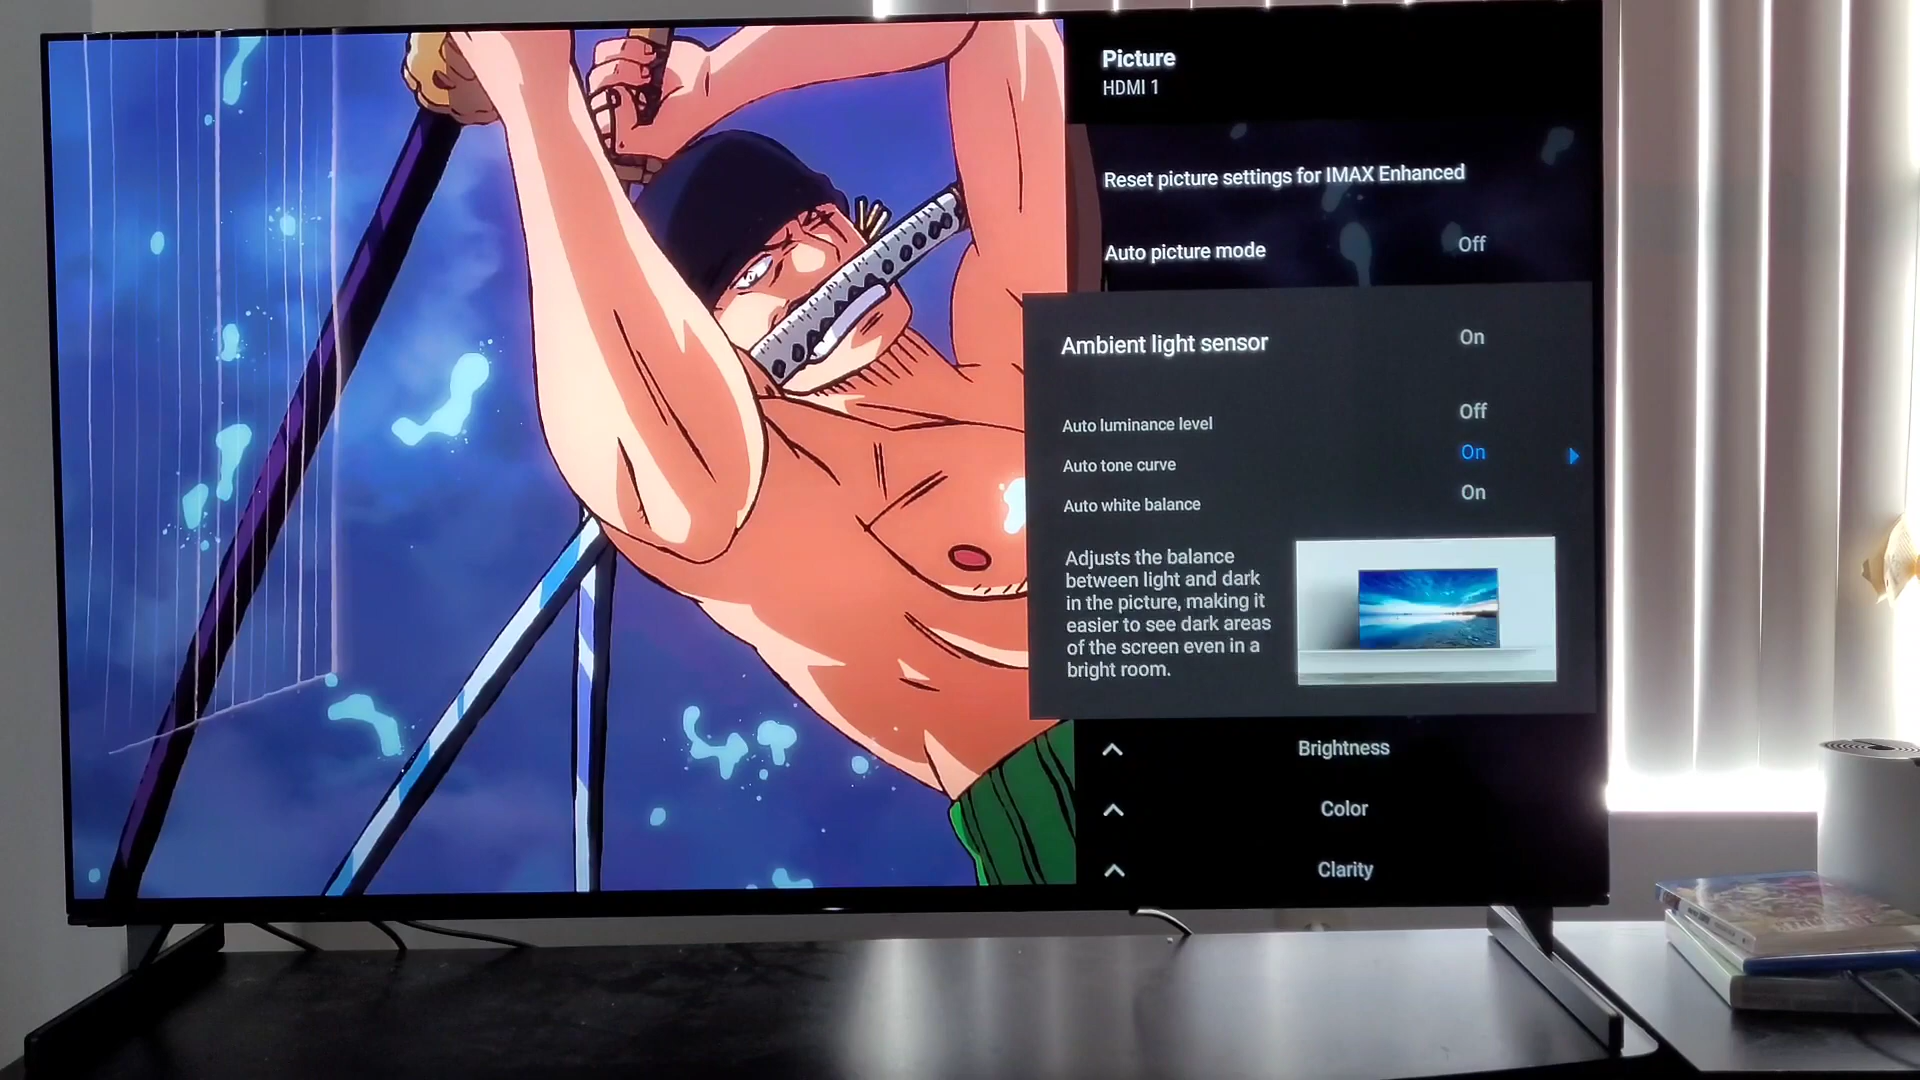 Picture
HDMI 1
Reset picture settings for IMAX Enhanced
Auto picture mode Off
Ambient light sensor On
Auto luminance level Off
Auto tone curve On
Auto white balance On
Adjusts the balance
between light and dark
in the picture, making it
easier to see dark areas
of the screen even in a
bright room.
Brightness
Color
Clarity